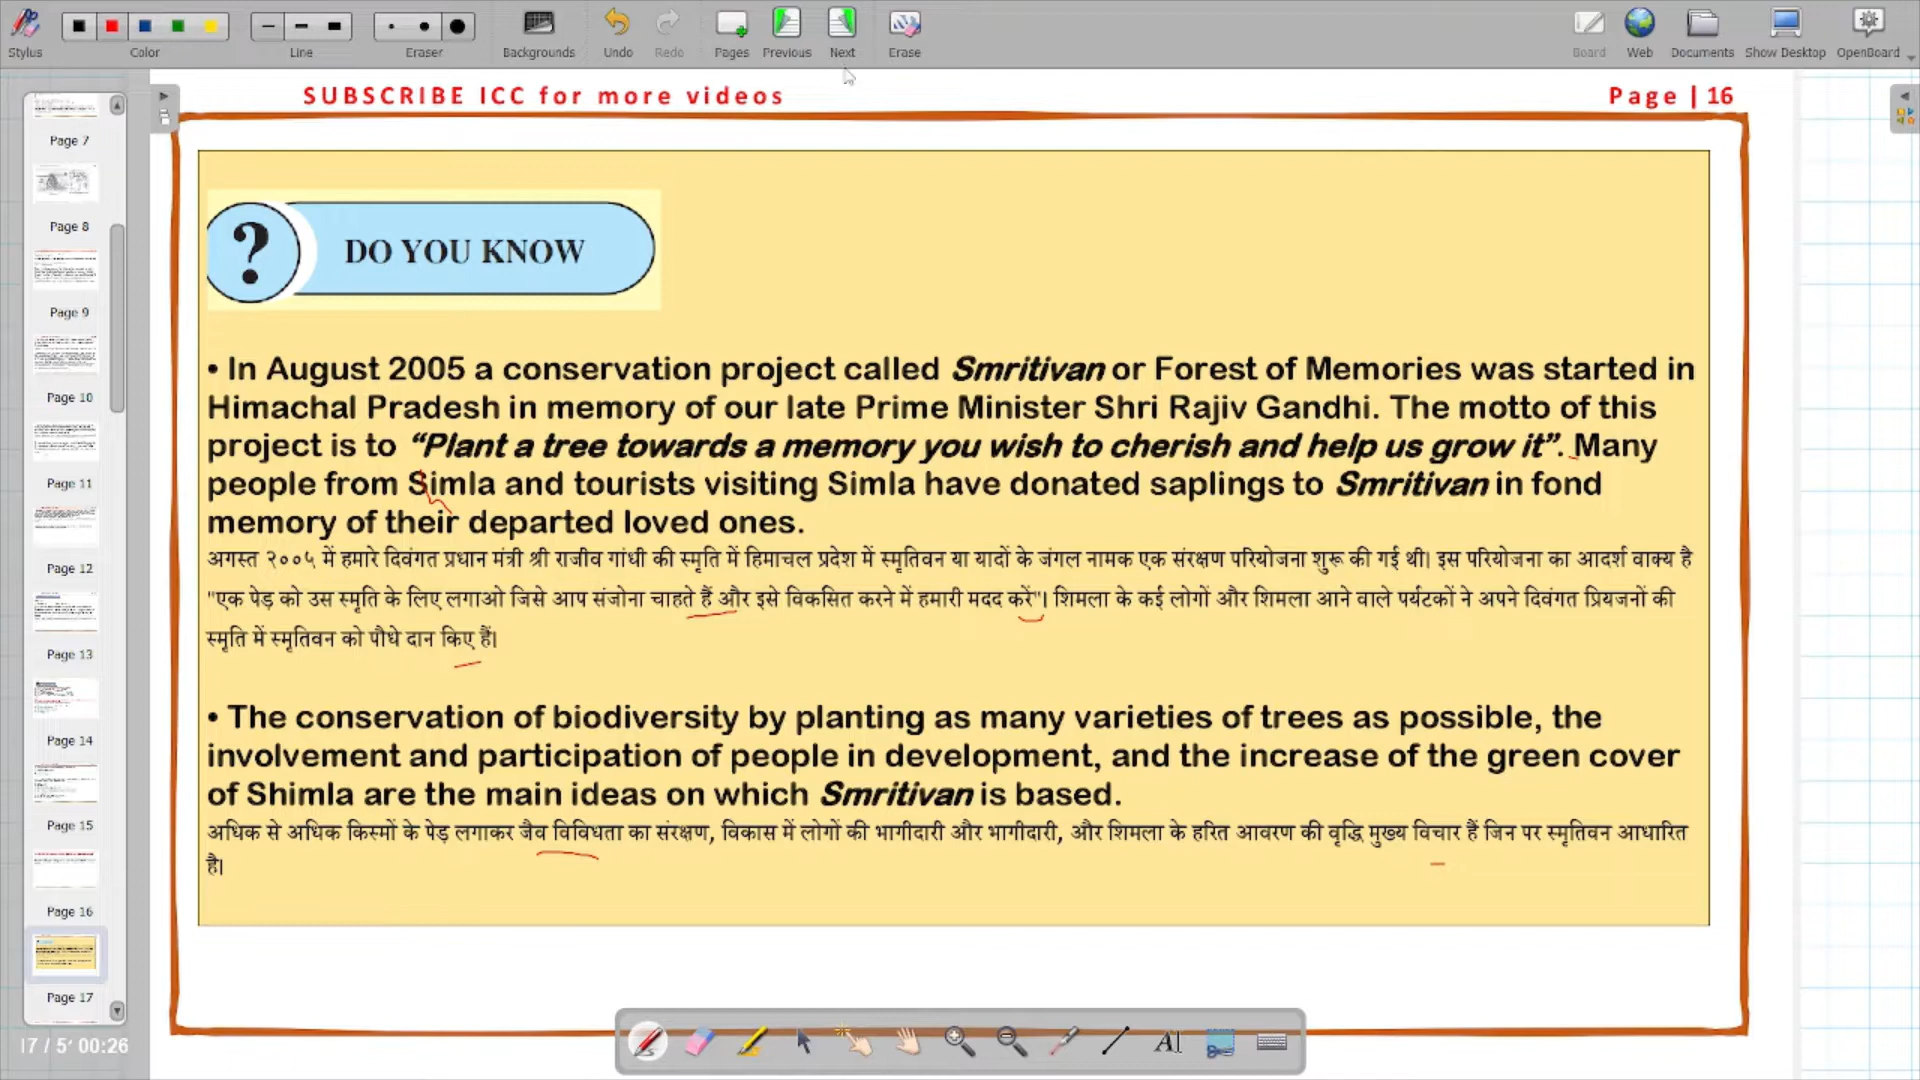 Stylus
Color
Line
Eraser
Backgrounds
Undo
Redo
Pages
Previous
Next
Erase
Board
Web
Documents
Show Desktop
OpenBoard
SUBSCRIBE ICC for more videos
Page | 16
Page 7
Page 8
Page 9
Page 10
Page 11
Page 12
Page 13
Page 14
Page 15
Page 16
Page 17
00:26
? DO YOU KNOW
• In August 2005 a conservation project called Smritivan or Forest of Memories was started in
Himachal Pradesh in memory of our late Prime Minister Shri Rajiv Gandhi. The motto of this
project is to “Plant a tree towards a memory you wish to cherish and help us grow it”. Many
people from Simla and tourists visiting Simla have donated saplings to Smritivan in fond
memory of their departed loved ones.
अगस्त २००५ में हमारे दिवंगत प्रधान मंत्री श्री राजीव गांधी की स्मृति में हिमाचल प्रदेश में स्मृतिवन या यादों के जंगल नामक एक संरक्षण परियोजना शुरू की गई थी। इस परियोजना का आदर्श वाक्य है
"एक पेड़ को उस स्मृति के लिए लगाओ जिसे आप संजोना चाहते हैं और इसे विकसित करने में हमारी मदद करें"। शिमला के कई लोगों और शिमला आने वाले पर्यटकों ने अपने दिवंगत प्रियजनों की
स्मृति में स्मृतिवन को पौधे दान किए हैं।
• The conservation of biodiversity by planting as many varieties of trees as possible, the
involvement and participation of people in development, and the increase of the green cover
of Shimla are the main ideas on which Smritivan is based.
अधिक से अधिक किस्मों के पेड़ लगाकर जैव विविधता का संरक्षण, विकास में लोगों की भागीदारी और भागीदारी, और शिमला के हरित आवरण की वृद्धि मुख्य विचार हैं जिन पर स्मृतिवन आधारित
है।